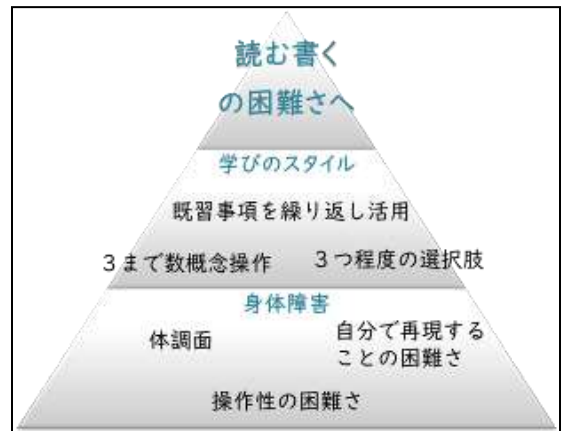 読む書く
の困難さへ
学びのスタイル
既習事項を繰り返し活用
３まで数概念操作
３つ程度の選択肢
身体障害
体調面
自分で再現する
ことの困難さ
操作性の困難さ